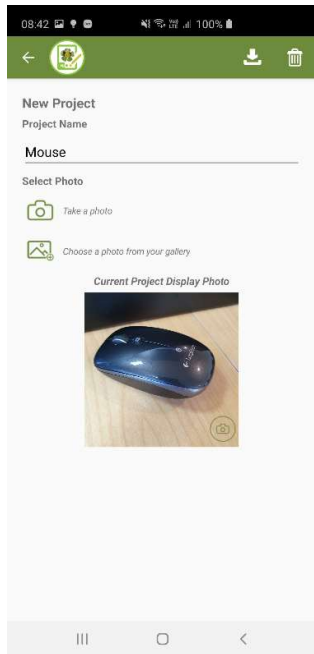 08:42 100%
New Project
Project Name
Mouse
Select Photo
Take a photo
Choose a photo from your gallery
Current Project Display Photo